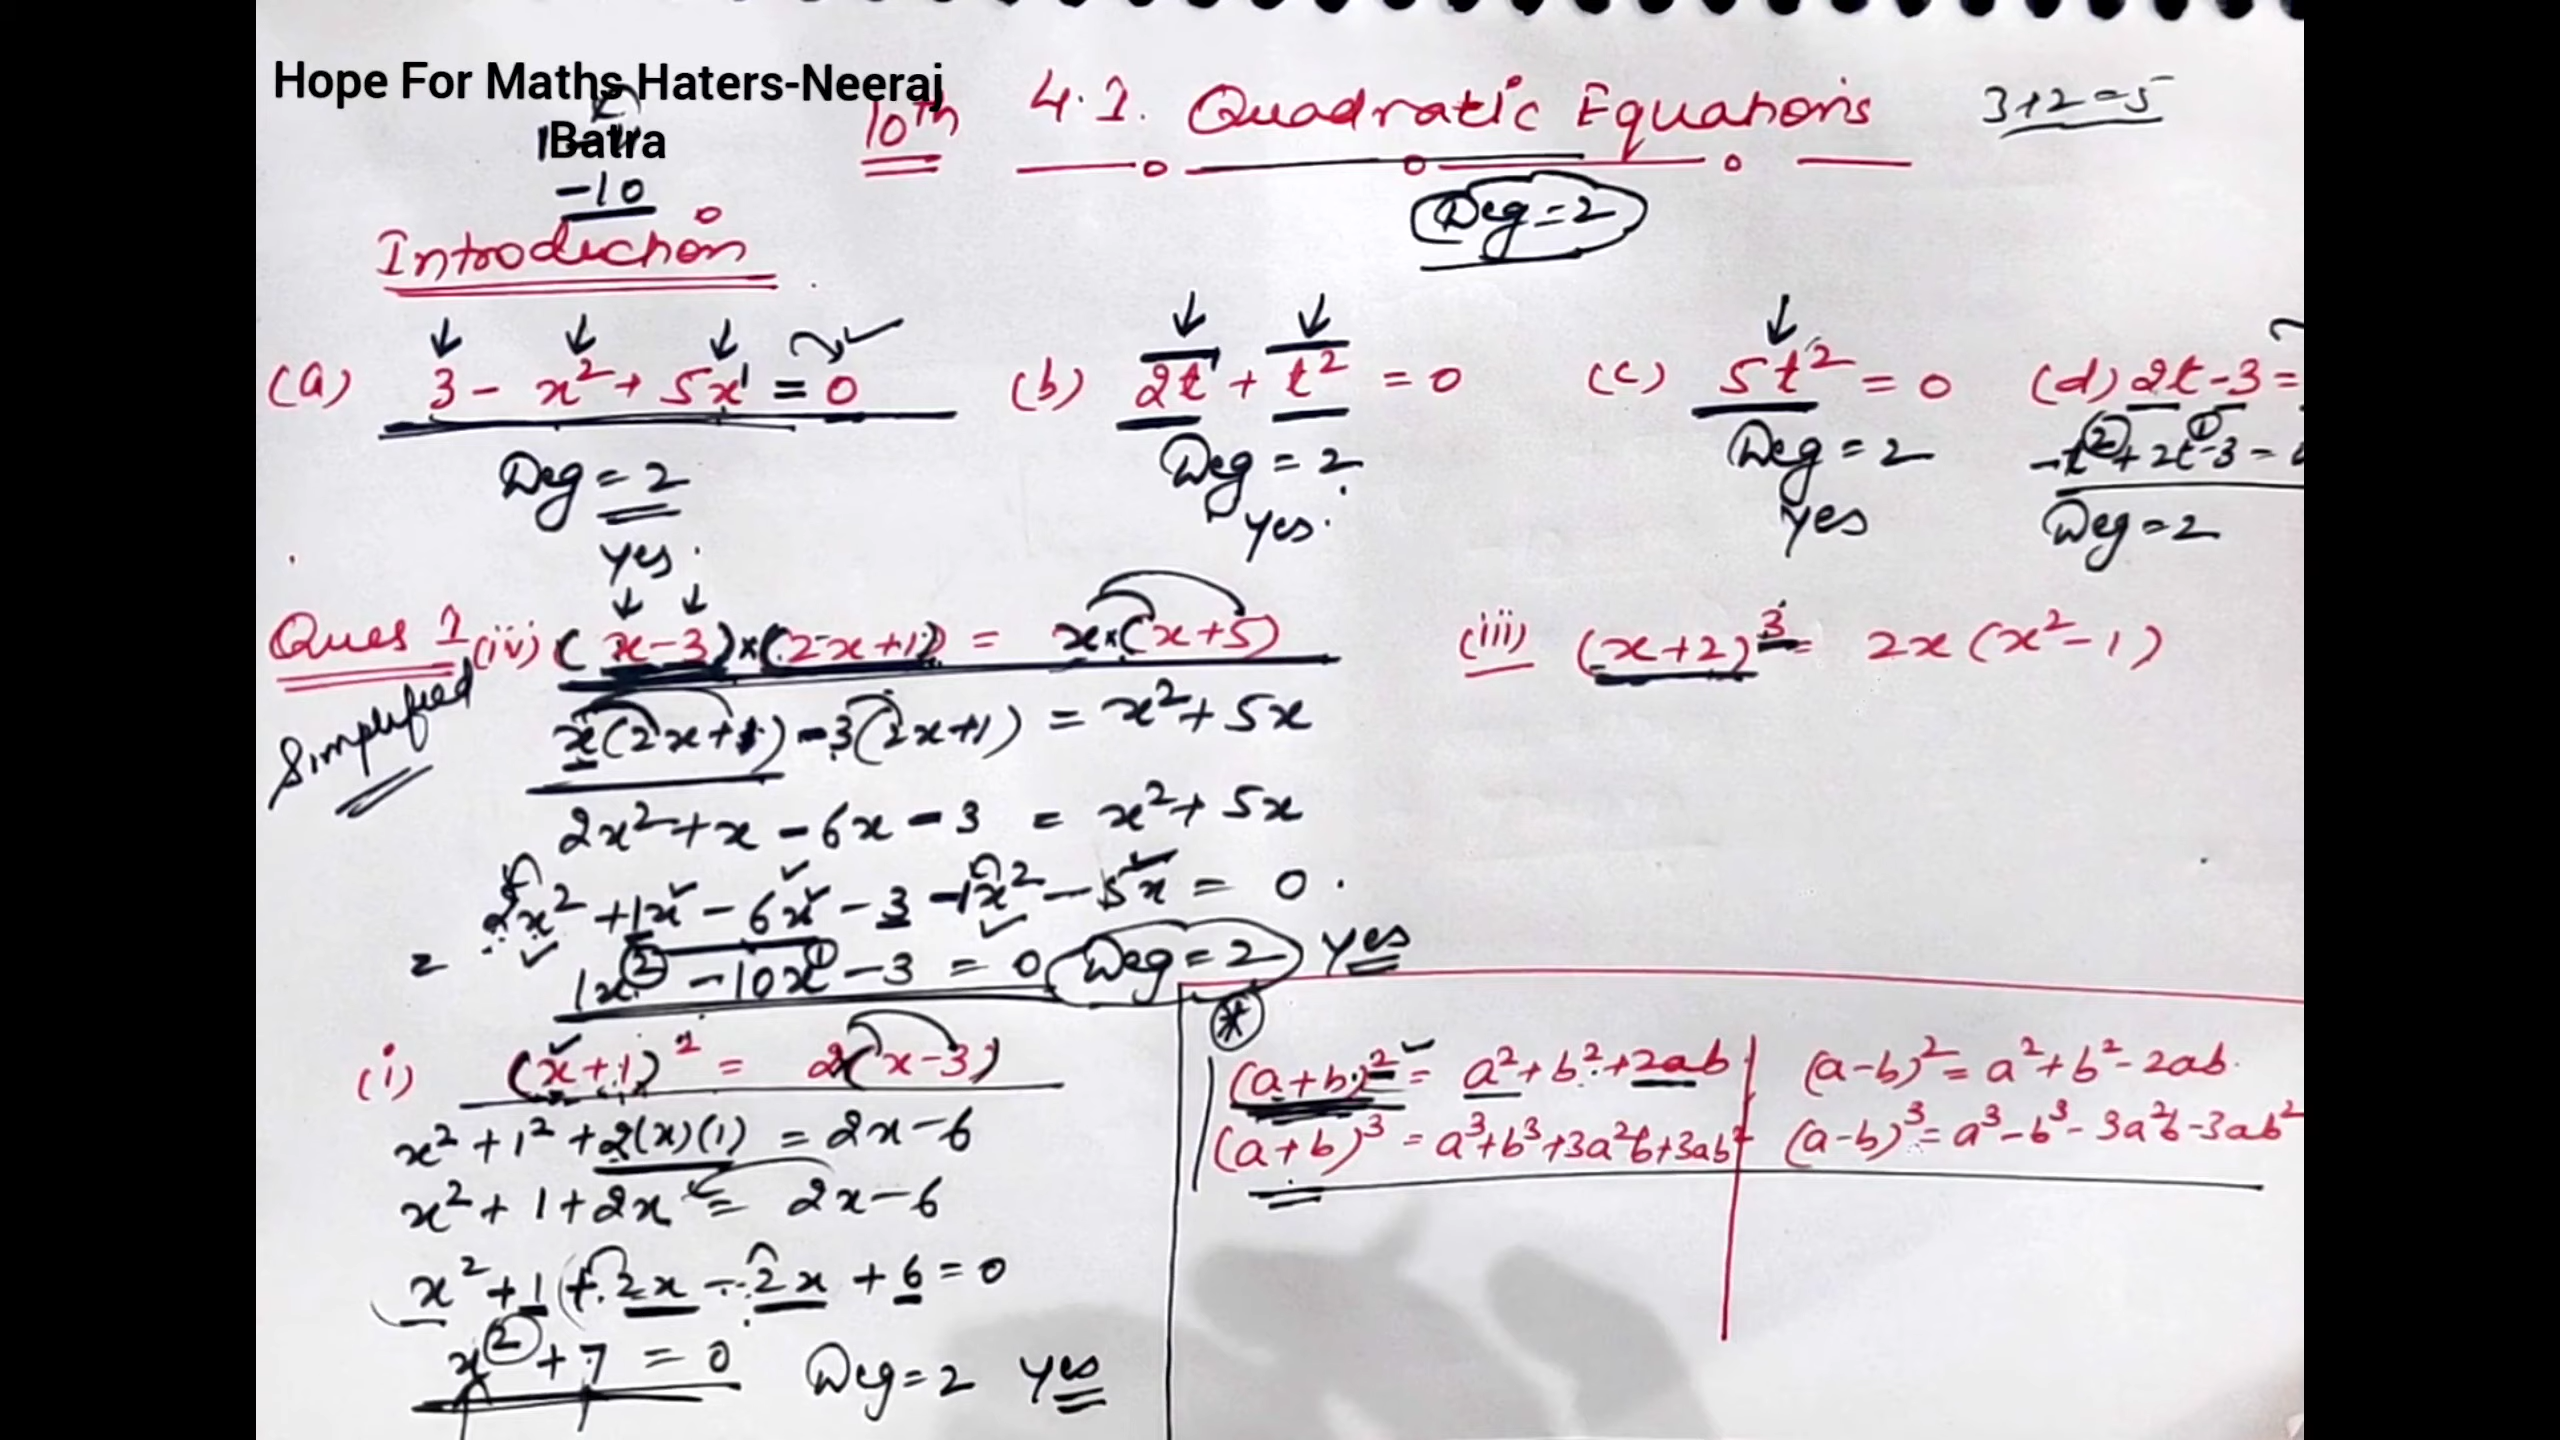 Hope For Maths Haters-Neeraj
Batra
10th 4.1. Quadratic Equations 3+2=5
-10
Deg=2
Introduction
(a) 3 - x² + 5x¹ = 0 (b) 2t¹ + t² = 0 (c) 5t² = 0 (d) 2t-3=
Deg = 2 Deg = 2 Deg = 2 -t²+2t¹-3=0
yes. yes. yes Deg=2
Ques 1 (iv) (x-3)×(2x+1) = x×(x+5) (iii) (x+2)³ = 2x(x²-1)
Simplified
x(2x+1) - 3(2x+1) = x²+5x
2x²+x-6x-3 = x²+5x
2x²+1x-6x-3-1x²-5x = 0.
= 1x²-10x¹-3 = 0 Deg=2 yes
(i) (x+1)² = 2(x-3)
x²+1²+2(x)(1) = 2x-6
x²+1+2x = 2x-6
x²+1+2x-2x+6=0
x²+7=0 Deg=2 yes
*
(a+b)² = a²+b²+2ab (a-b)² = a²+b²-2ab.
(a+b)³ = a³+b³+3a²b+3ab² (a-b)³ = a³-b³-3a²b-3ab²